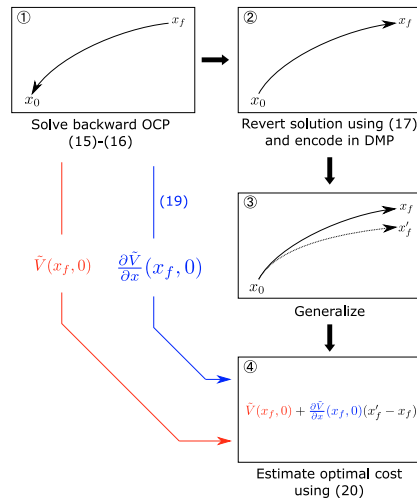 ①
x_f
x_0
Solve backward OCP
(15)-(16)
②
x_f
x_0
Revert solution using (17)
and encode in DMP
(19)
Ṽ(x_f, 0)
∂Ṽ/∂x (x_f, 0)
③
x_f
x'_f
x_0
Generalize
④
Ṽ(x_f, 0) + ∂Ṽ/∂x (x_f, 0)(x'_f − x_f)
Estimate optimal cost
using (20)